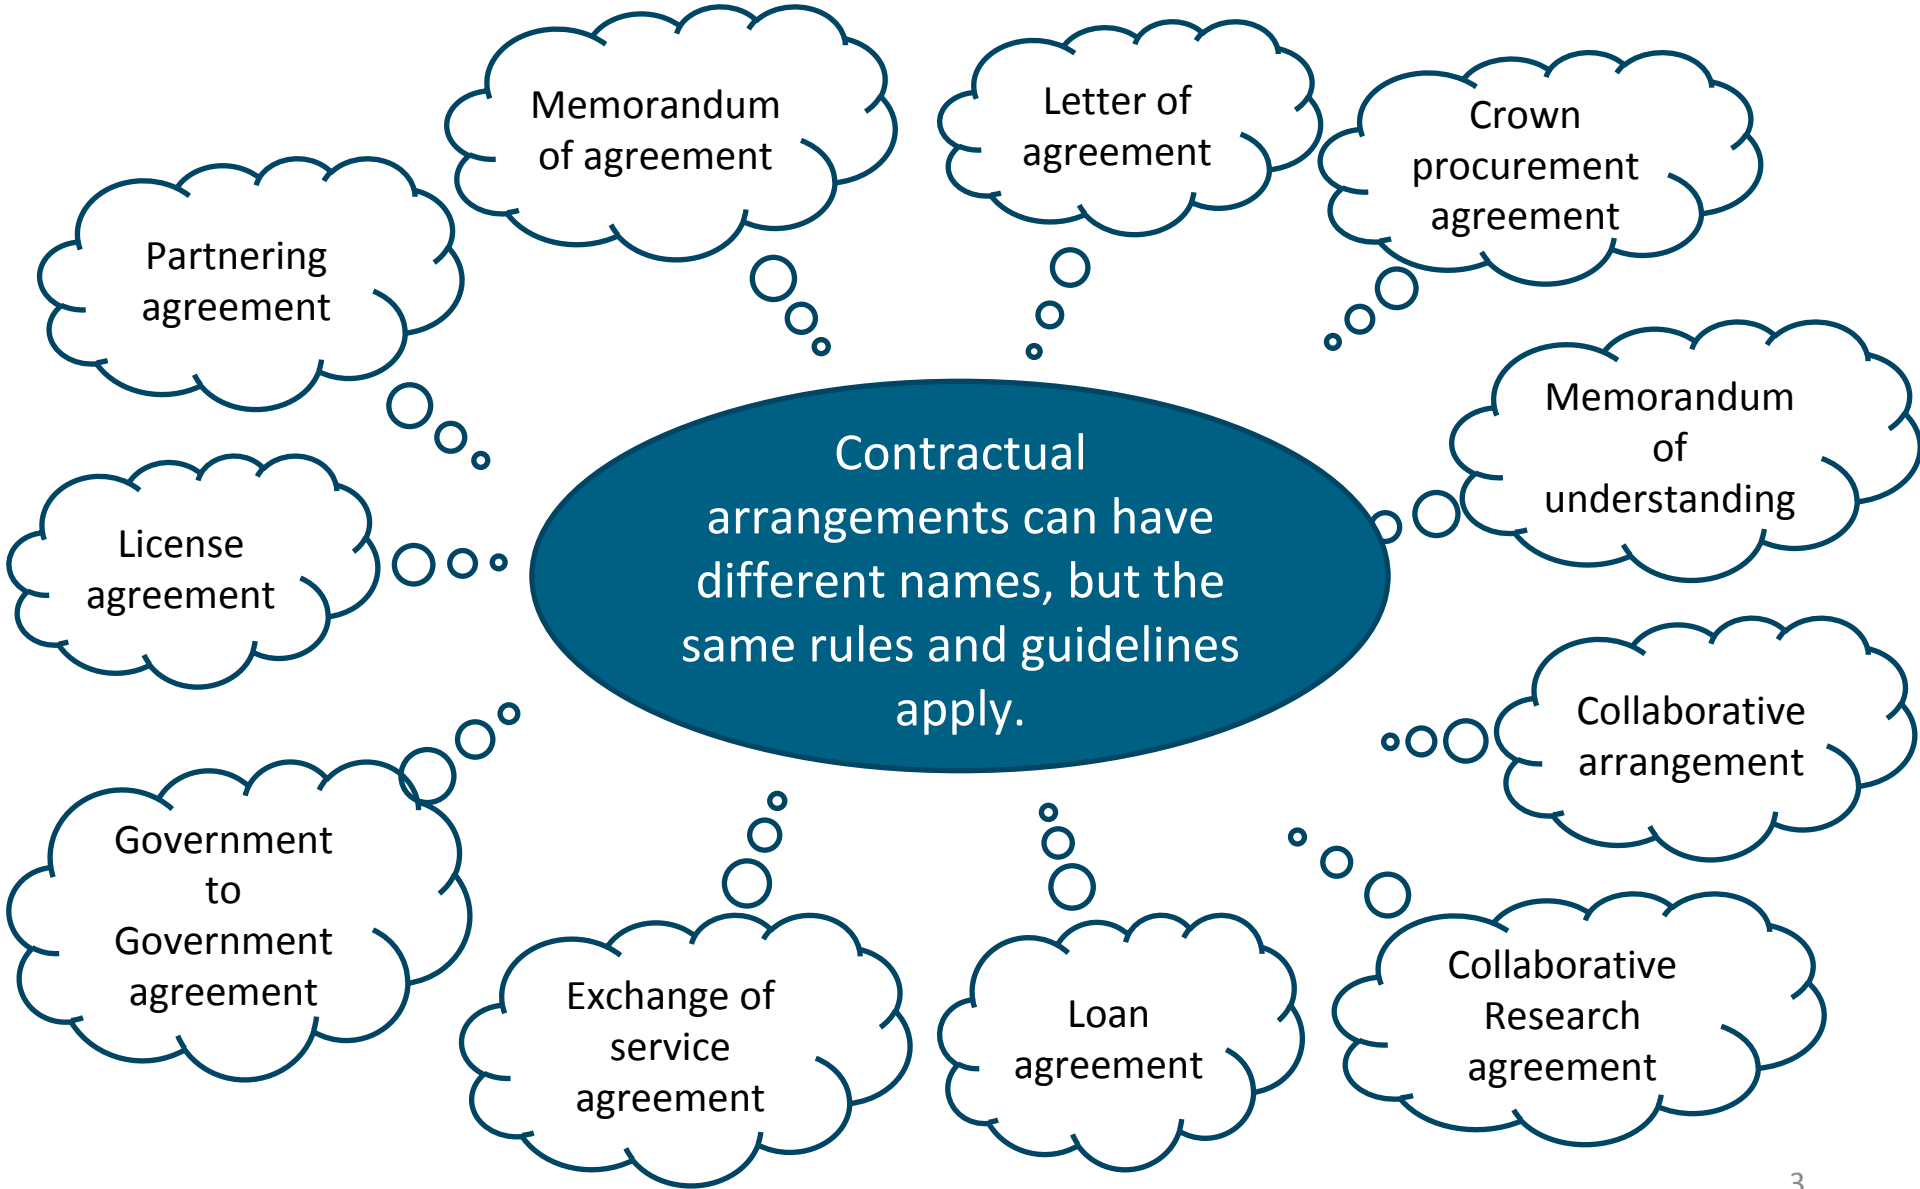 Memorandum
of agreement
Letter of
agreement
Crown
procurement
agreement
Partnering
agreement
Memorandum
of
understanding
Contractual
arrangements can have
different names, but the
same rules and guidelines
apply.
License
agreement
Collaborative
arrangement
Government
to
Government
agreement
Exchange of
service
agreement
Loan
agreement
Collaborative
Research
agreement
3